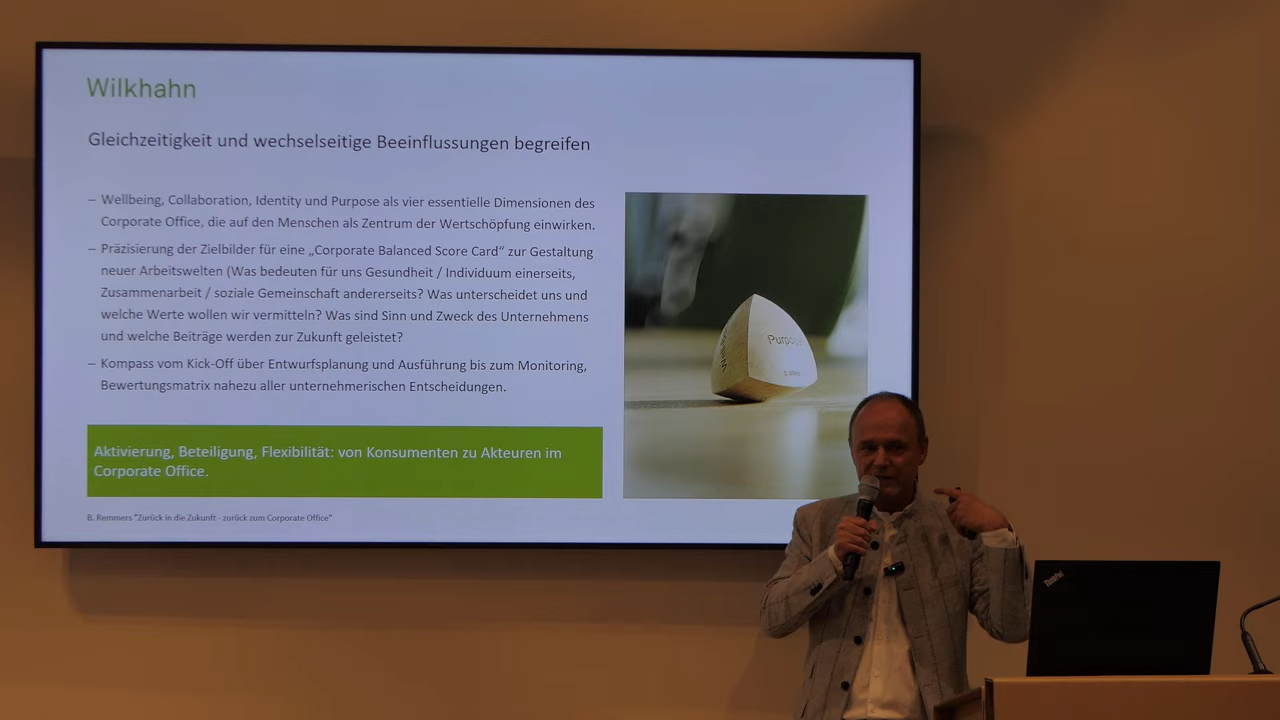 Wilkhahn
Gleichzeitigkeit und wechselseitige Beeinflussungen begreifen
– Wellbeing, Collaboration, Identity und Purpose als vier essentielle Dimensionen des
Corporate Office, die auf den Menschen als Zentrum der Wertschöpfung einwirken.
– Präzisierung der Zielbilder für eine „Corporate Balanced Score Card“ zur Gestaltung
neuer Arbeitswelten (Was bedeuten für uns Gesundheit / Individuum einerseits,
Zusammenarbeit / soziale Gemeinschaft andererseits? Was unterscheidet uns und
welche Werte wollen wir vermitteln? Was sind Sinn und Zweck des Unternehmens
und welche Beiträge werden zur Zukunft geleistet?
– Kompass vom Kick-Off über Entwurfsplanung und Ausführung bis zum Monitoring,
Bewertungsmatrix nahezu aller unternehmerischen Entscheidungen.
Purpose
Aktivierung, Beteiligung, Flexibilität: von Konsumenten zu Akteuren im
Corporate Office.
B. Remmers "Zurück in die Zukunft - zurück zum Corporate Office"
ThinkPad